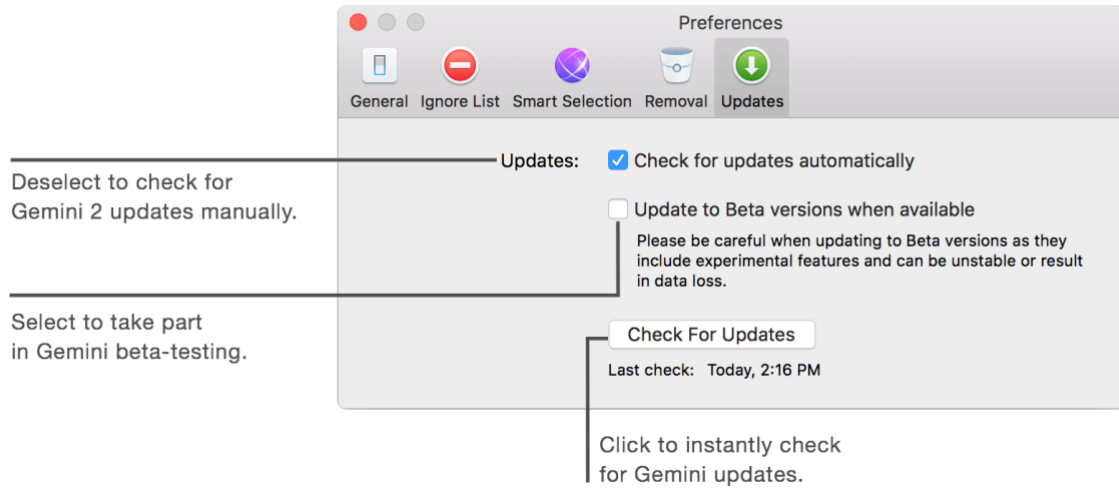 Preferences
General Ignore List Smart Selection Removal Updates
Updates: Check for updates automatically
Deselect to check for
Gemini 2 updates manually.
Update to Beta versions when available
Please be careful when updating to Beta versions as they
include experimental features and can be unstable or result
in data loss.
Select to take part
in Gemini beta-testing.
Check For Updates
Last check: Today, 2:16 PM
Click to instantly check
for Gemini updates.